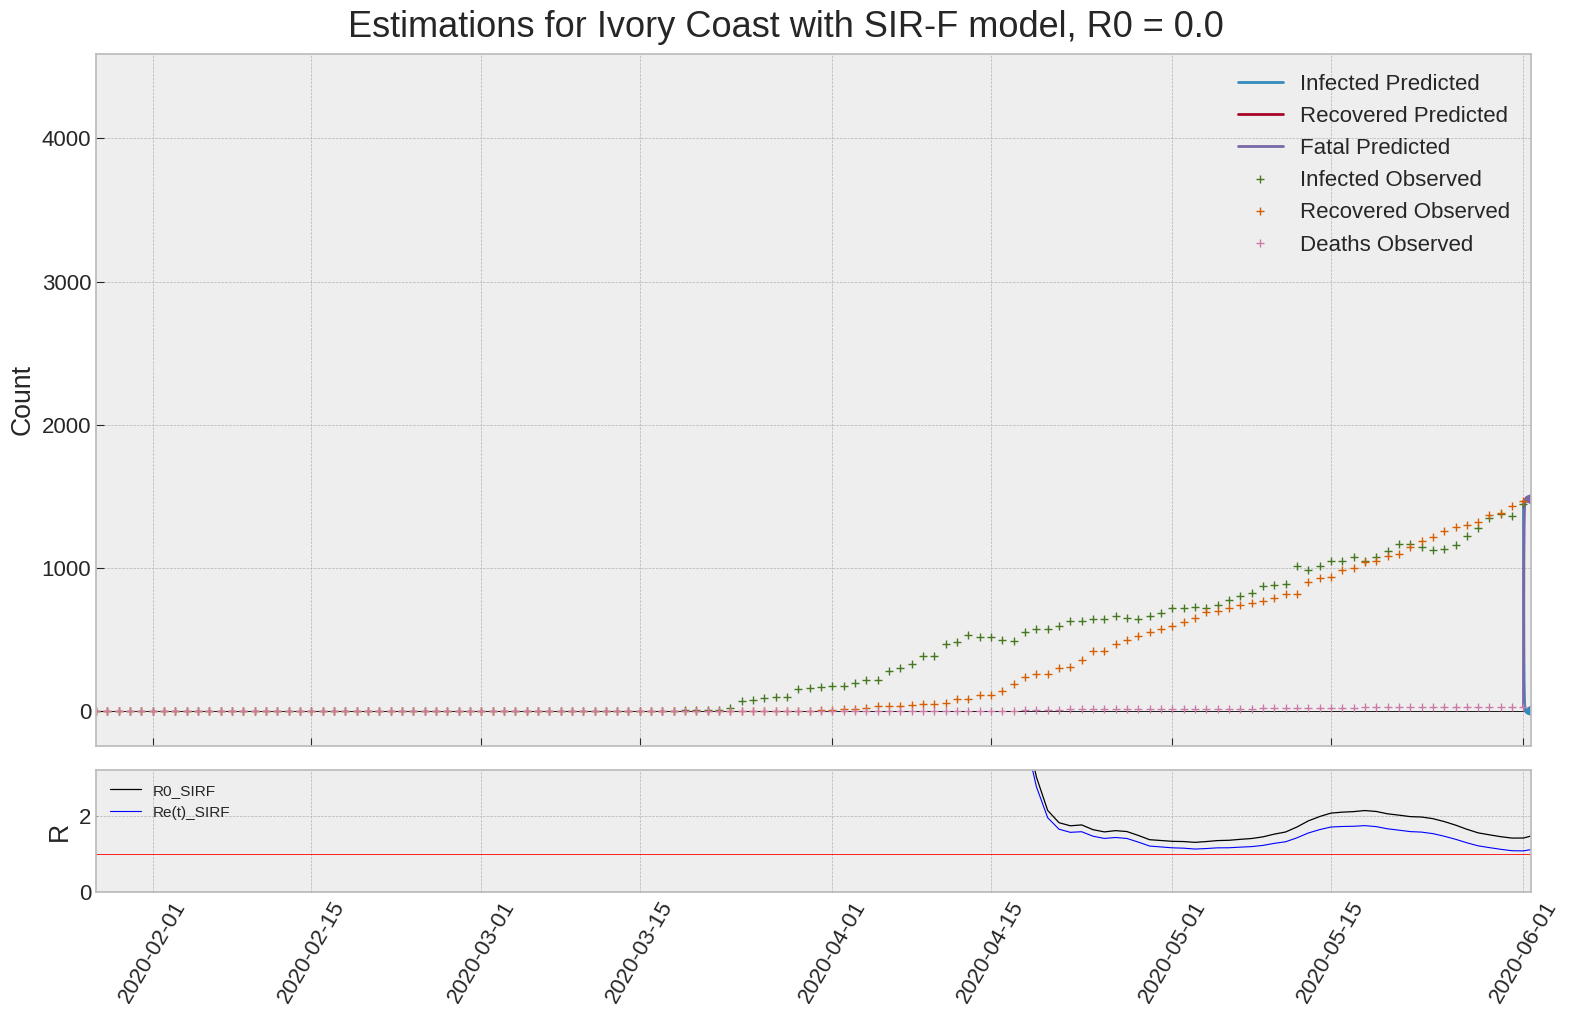 Estimations for Ivory Coast with SIR-F model, R0 = 0.0
Infected Predicted
Recovered Predicted
Fatal Predicted
Infected Observed
Recovered Observed
Deaths Observed
4000
3000
2000
1000
0
Count
R0_SIRF
Re(t)_SIRF
2
0
R
2020-02-01
2020-02-15
2020-03-01
2020-03-15
2020-04-01
2020-04-15
2020-05-01
2020-05-15
2020-06-01